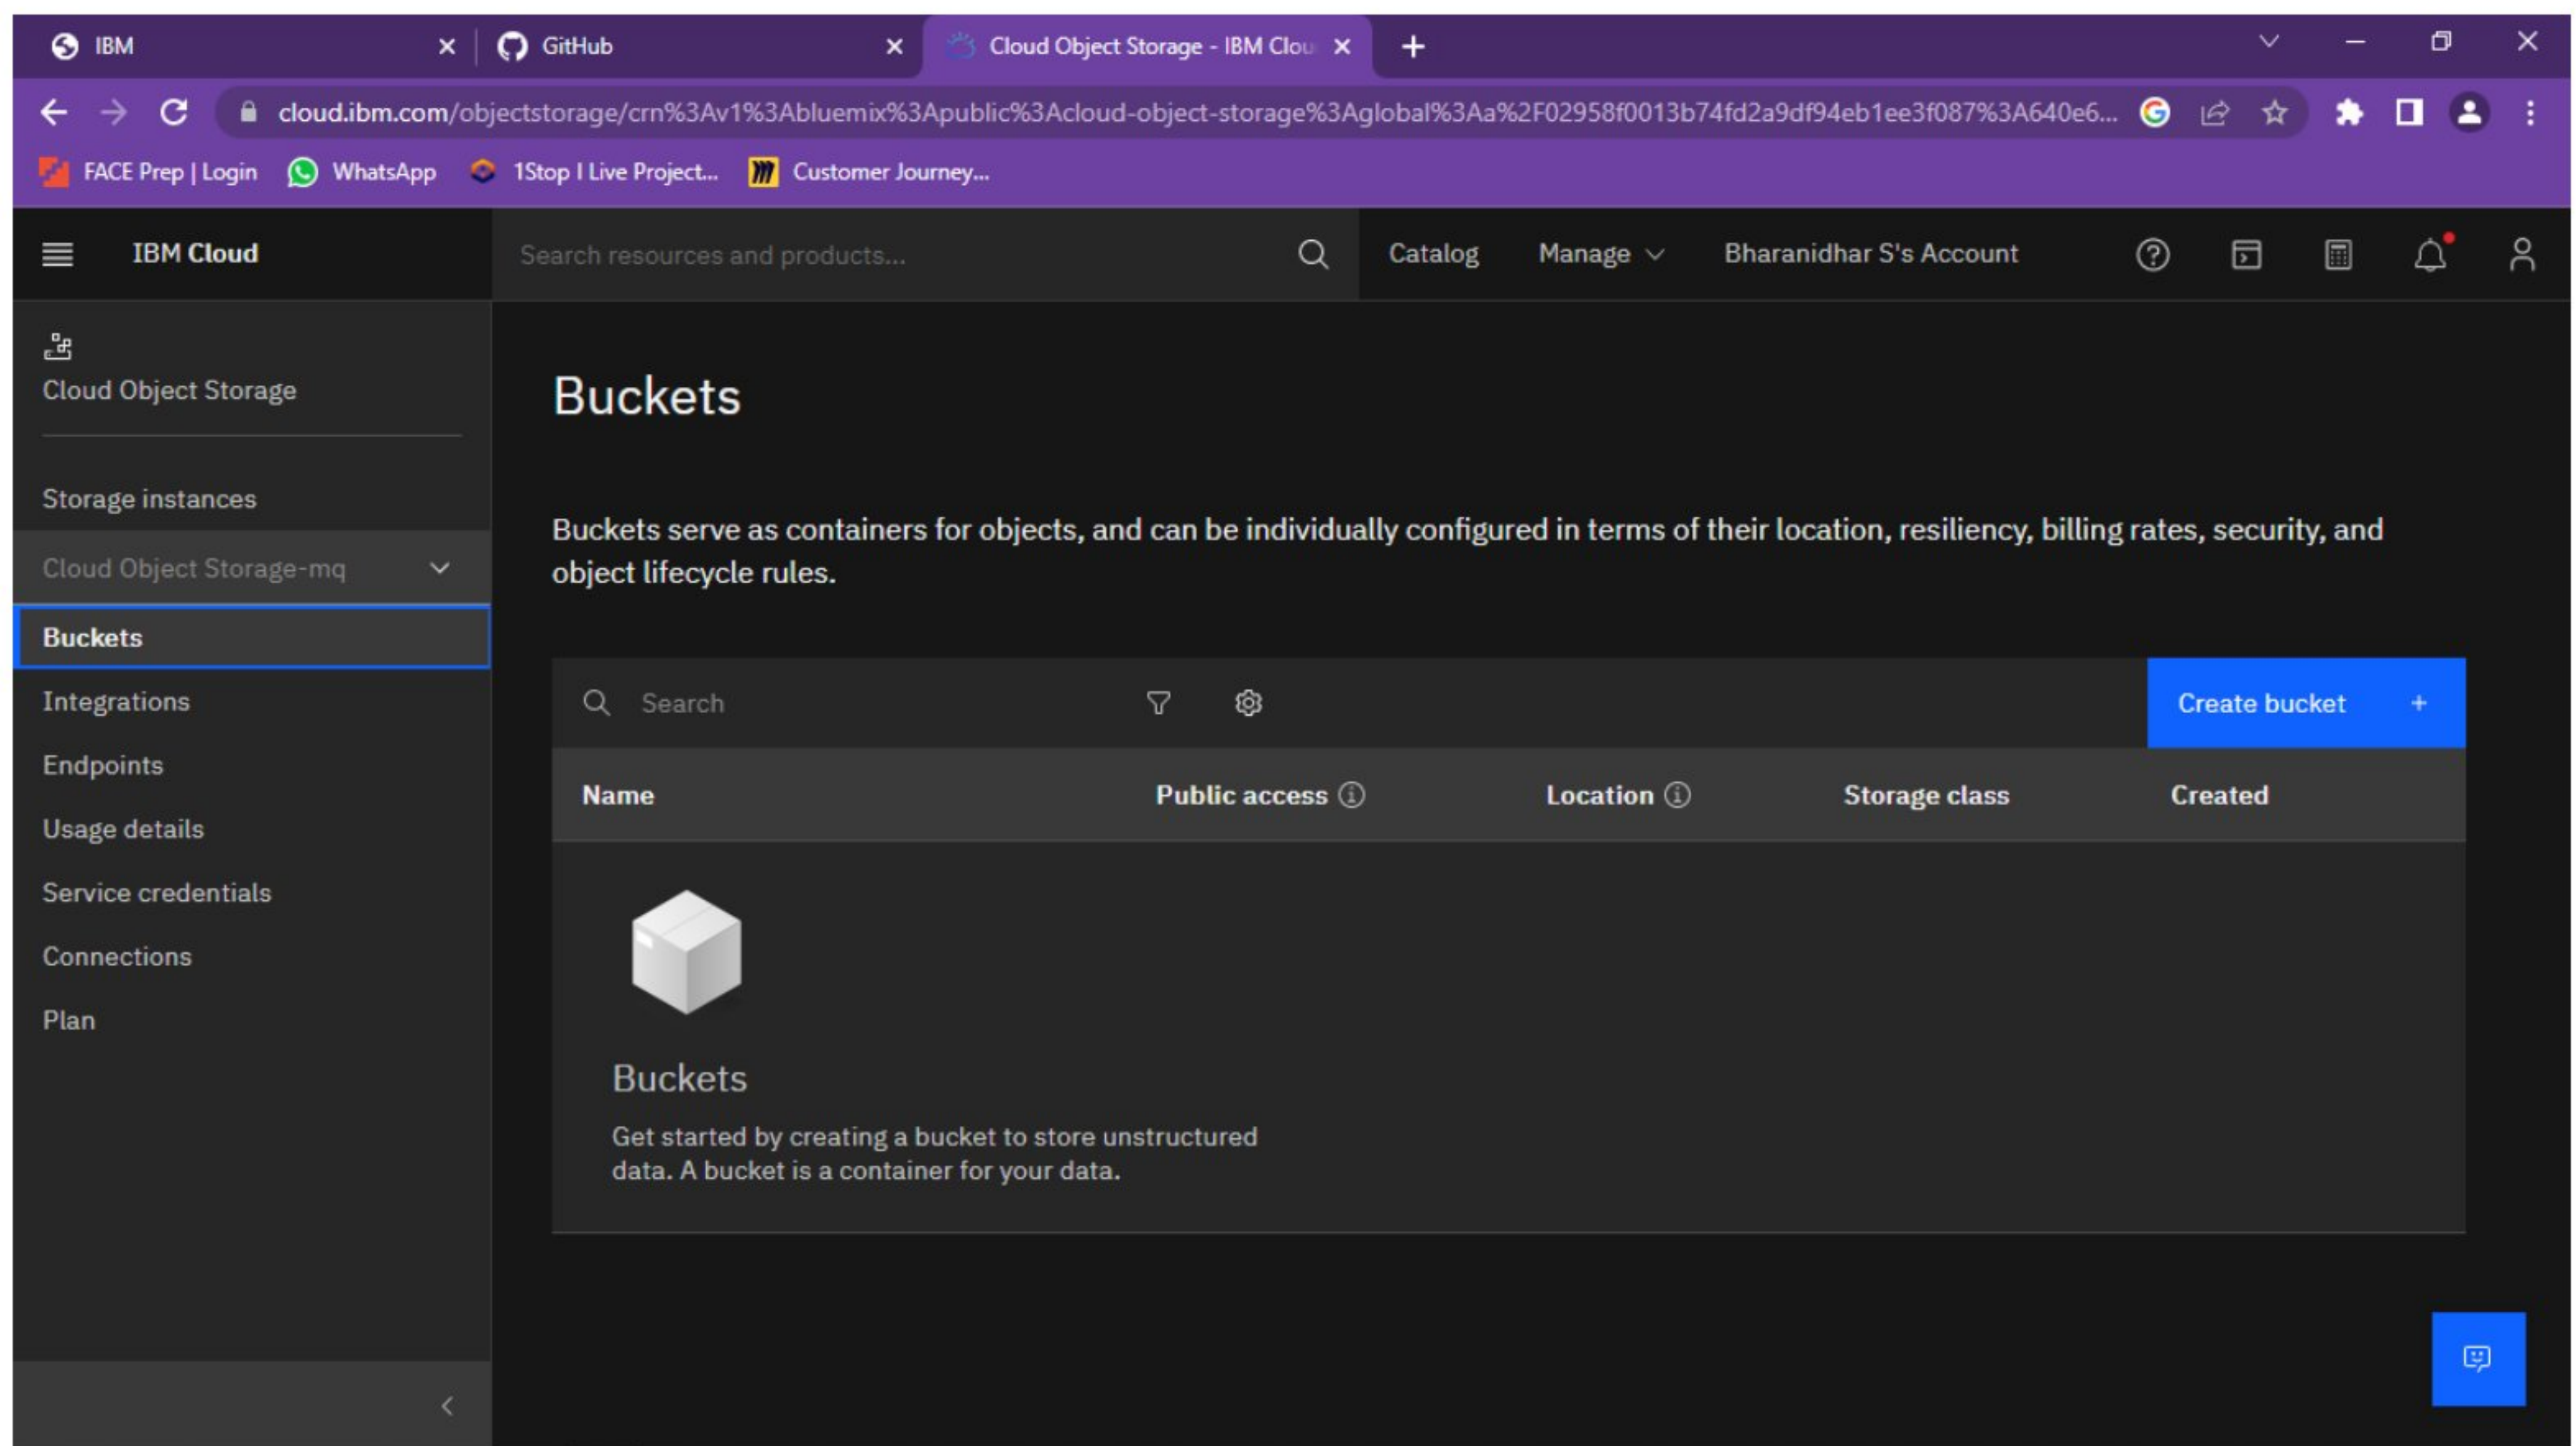 IBM
GitHub
Cloud Object Storage - IBM Clou
cloud.ibm.com/objectstorage/crn%3Av1%3Abluemix%3Apublic%3Acloud-object-storage%3Aglobal%3Aa%2F02958f0013b74fd2a9df94eb1ee3f087%3A640e6...
FACE Prep | Login
WhatsApp
1Stop I Live Project...
Customer Journey...
IBM Cloud
Search resources and products...
Catalog
Manage
Bharanidhar S's Account
Cloud Object Storage
Storage instances
Cloud Object Storage-mq
Buckets
Integrations
Endpoints
Usage details
Service credentials
Connections
Plan
Buckets
Buckets serve as containers for objects, and can be individually configured in terms of their location, resiliency, billing rates, security, and
object lifecycle rules.
Search
Create bucket +
Name
Public access
Location
Storage class
Created
Buckets
Get started by creating a bucket to store unstructured
data. A bucket is a container for your data.